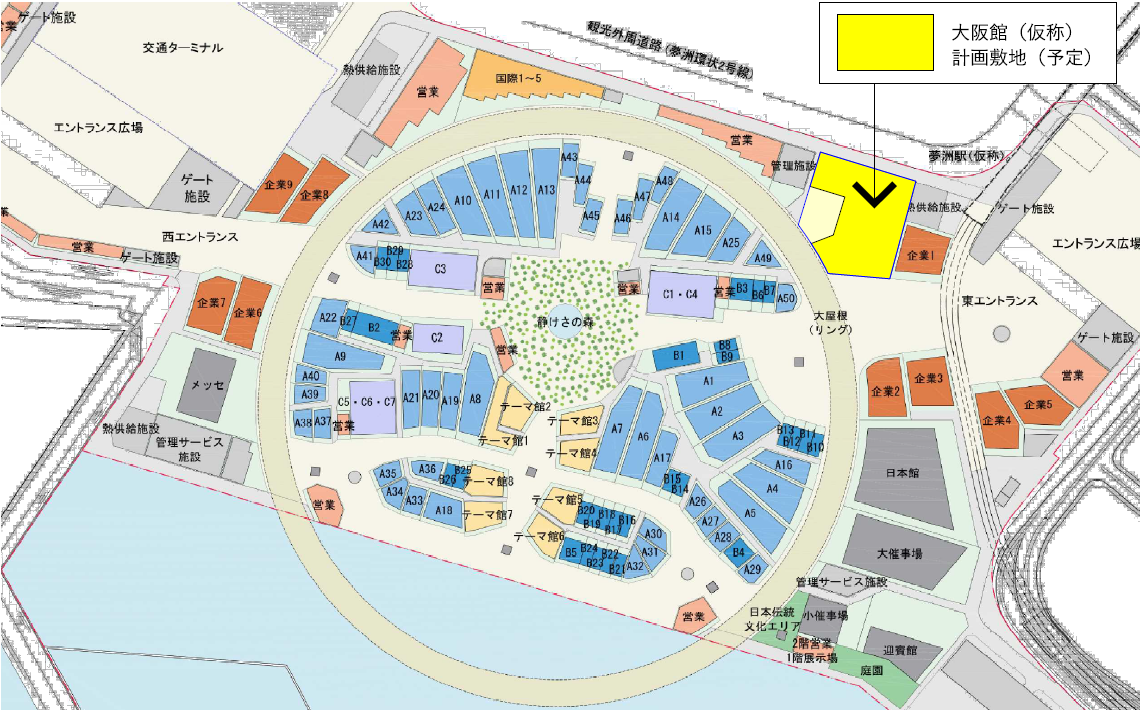 ゲート施設
営業
交通ターミナル
観光外周道路(夢洲環状2号線)
大阪館（仮称）
計画敷地（予定）
熱供給施設
営業
国際1～5
エントランス広場
営業
管理施設
夢洲駅(仮称)
ゲート
施設
企業9
企業8
熱供給施設
ゲート施設
エントランス広場
営業
西エントランス
営業
ゲート施設
企業1
A42
A23
A24
A10
A11
A12
A13
A43
A44
A45
A46
A47
A48
A14
A15
A25
A49
A41
B29
B30
B28
C3
営業
営業
C1・C4
営業
B3
B6
B7
A50
東エントランス
大屋根
(リング)
企業7
企業6
A22
B27
B2
営業
C2
営業
静けさの森
B1
B8
B9
ゲート施設
営業
メッセ
A9
A40
A39
A38
A37
C5・C6・C7
営業
A21
A20
A19
A8
テーマ館2
テーマ館1
テーマ館3
テーマ館4
A7
A6
A17
A1
A2
A3
B13
B11
B12
B10
企業2
企業3
企業4
企業5
熱供給施設
管理サービス
施設
A35
A36
B25
B26
テーマ館8
A34
A33
A18
テーマ館7
テーマ館5
テーマ館6
B20
B18
B16
B19
B17
B5
B24
B22
B23
B21
A30
A31
A32
B15
B14
A16
A4
A5
A26
A27
A28
B4
A29
営業
営業
日本館
大催事場
管理サービス施設
日本伝統
文化エリア
小催事場
2階営業
1階展示場
迎賓館
庭園